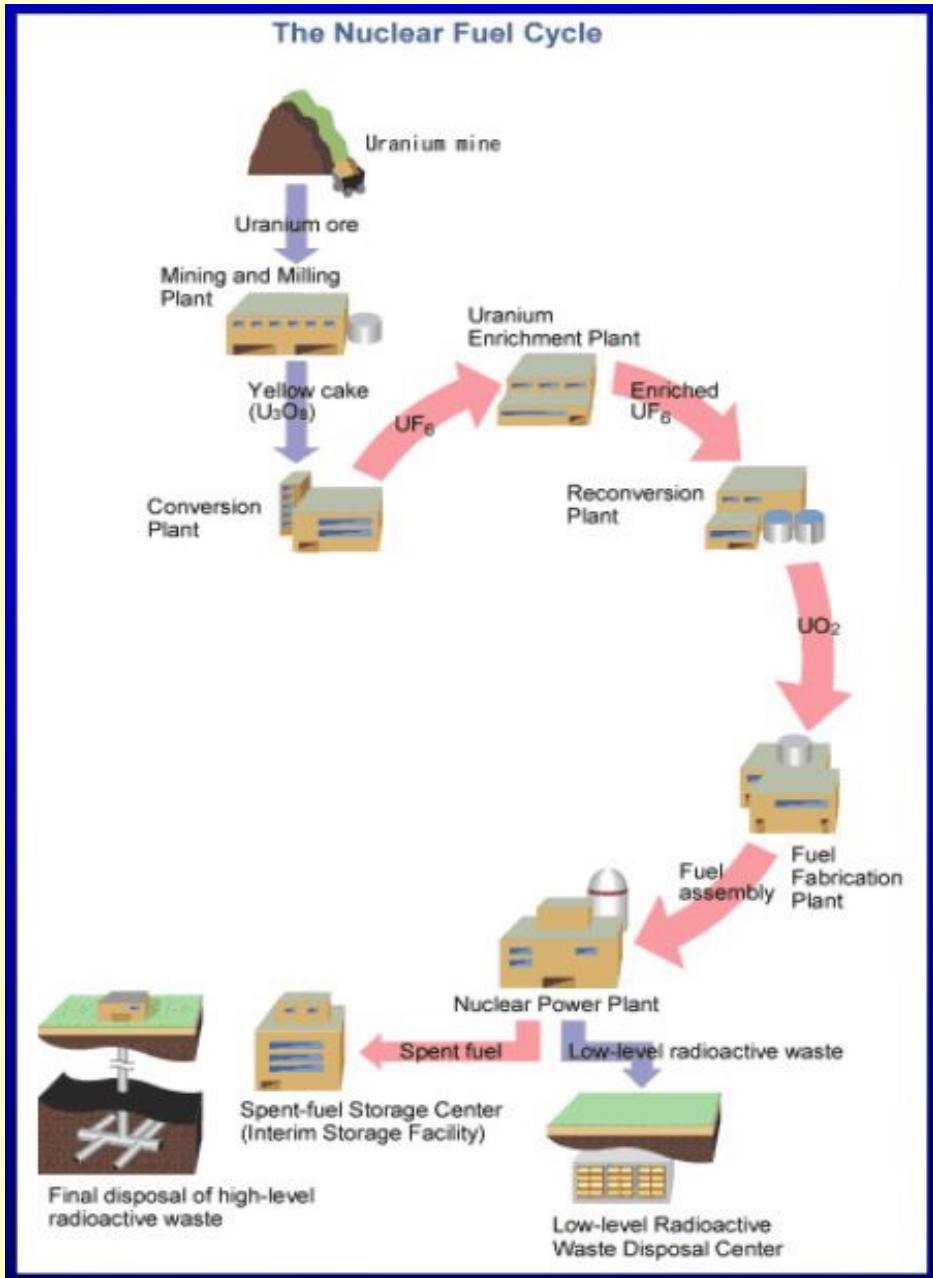 The Nuclear Fuel Cycle
Uranium mine
Uranium ore
Mining and Milling
Plant
Yellow cake
(U₃O₈)
Conversion
Plant
UF₆
Uranium
Enrichment Plant
Enriched
UF₆
Reconversion
Plant
UO₂
Fuel
Fabrication
Plant
Fuel
assembly
Nuclear Power Plant
Spent fuel
Low-level radioactive waste
Spent-fuel Storage Center
(Interim Storage Facility)
Final disposal of high-level
radioactive waste
Low-level Radioactive
Waste Disposal Center